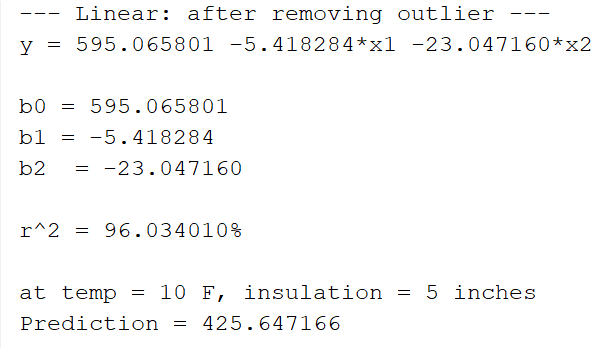 --- Linear: after removing outlier ---
y = 595.065801 -5.418284*x1 -23.047160*x2
b0 = 595.065801
b1 = -5.418284
b2  = -23.047160
r^2 = 96.034010%
at temp = 10 F, insulation = 5 inches
Prediction = 425.647166